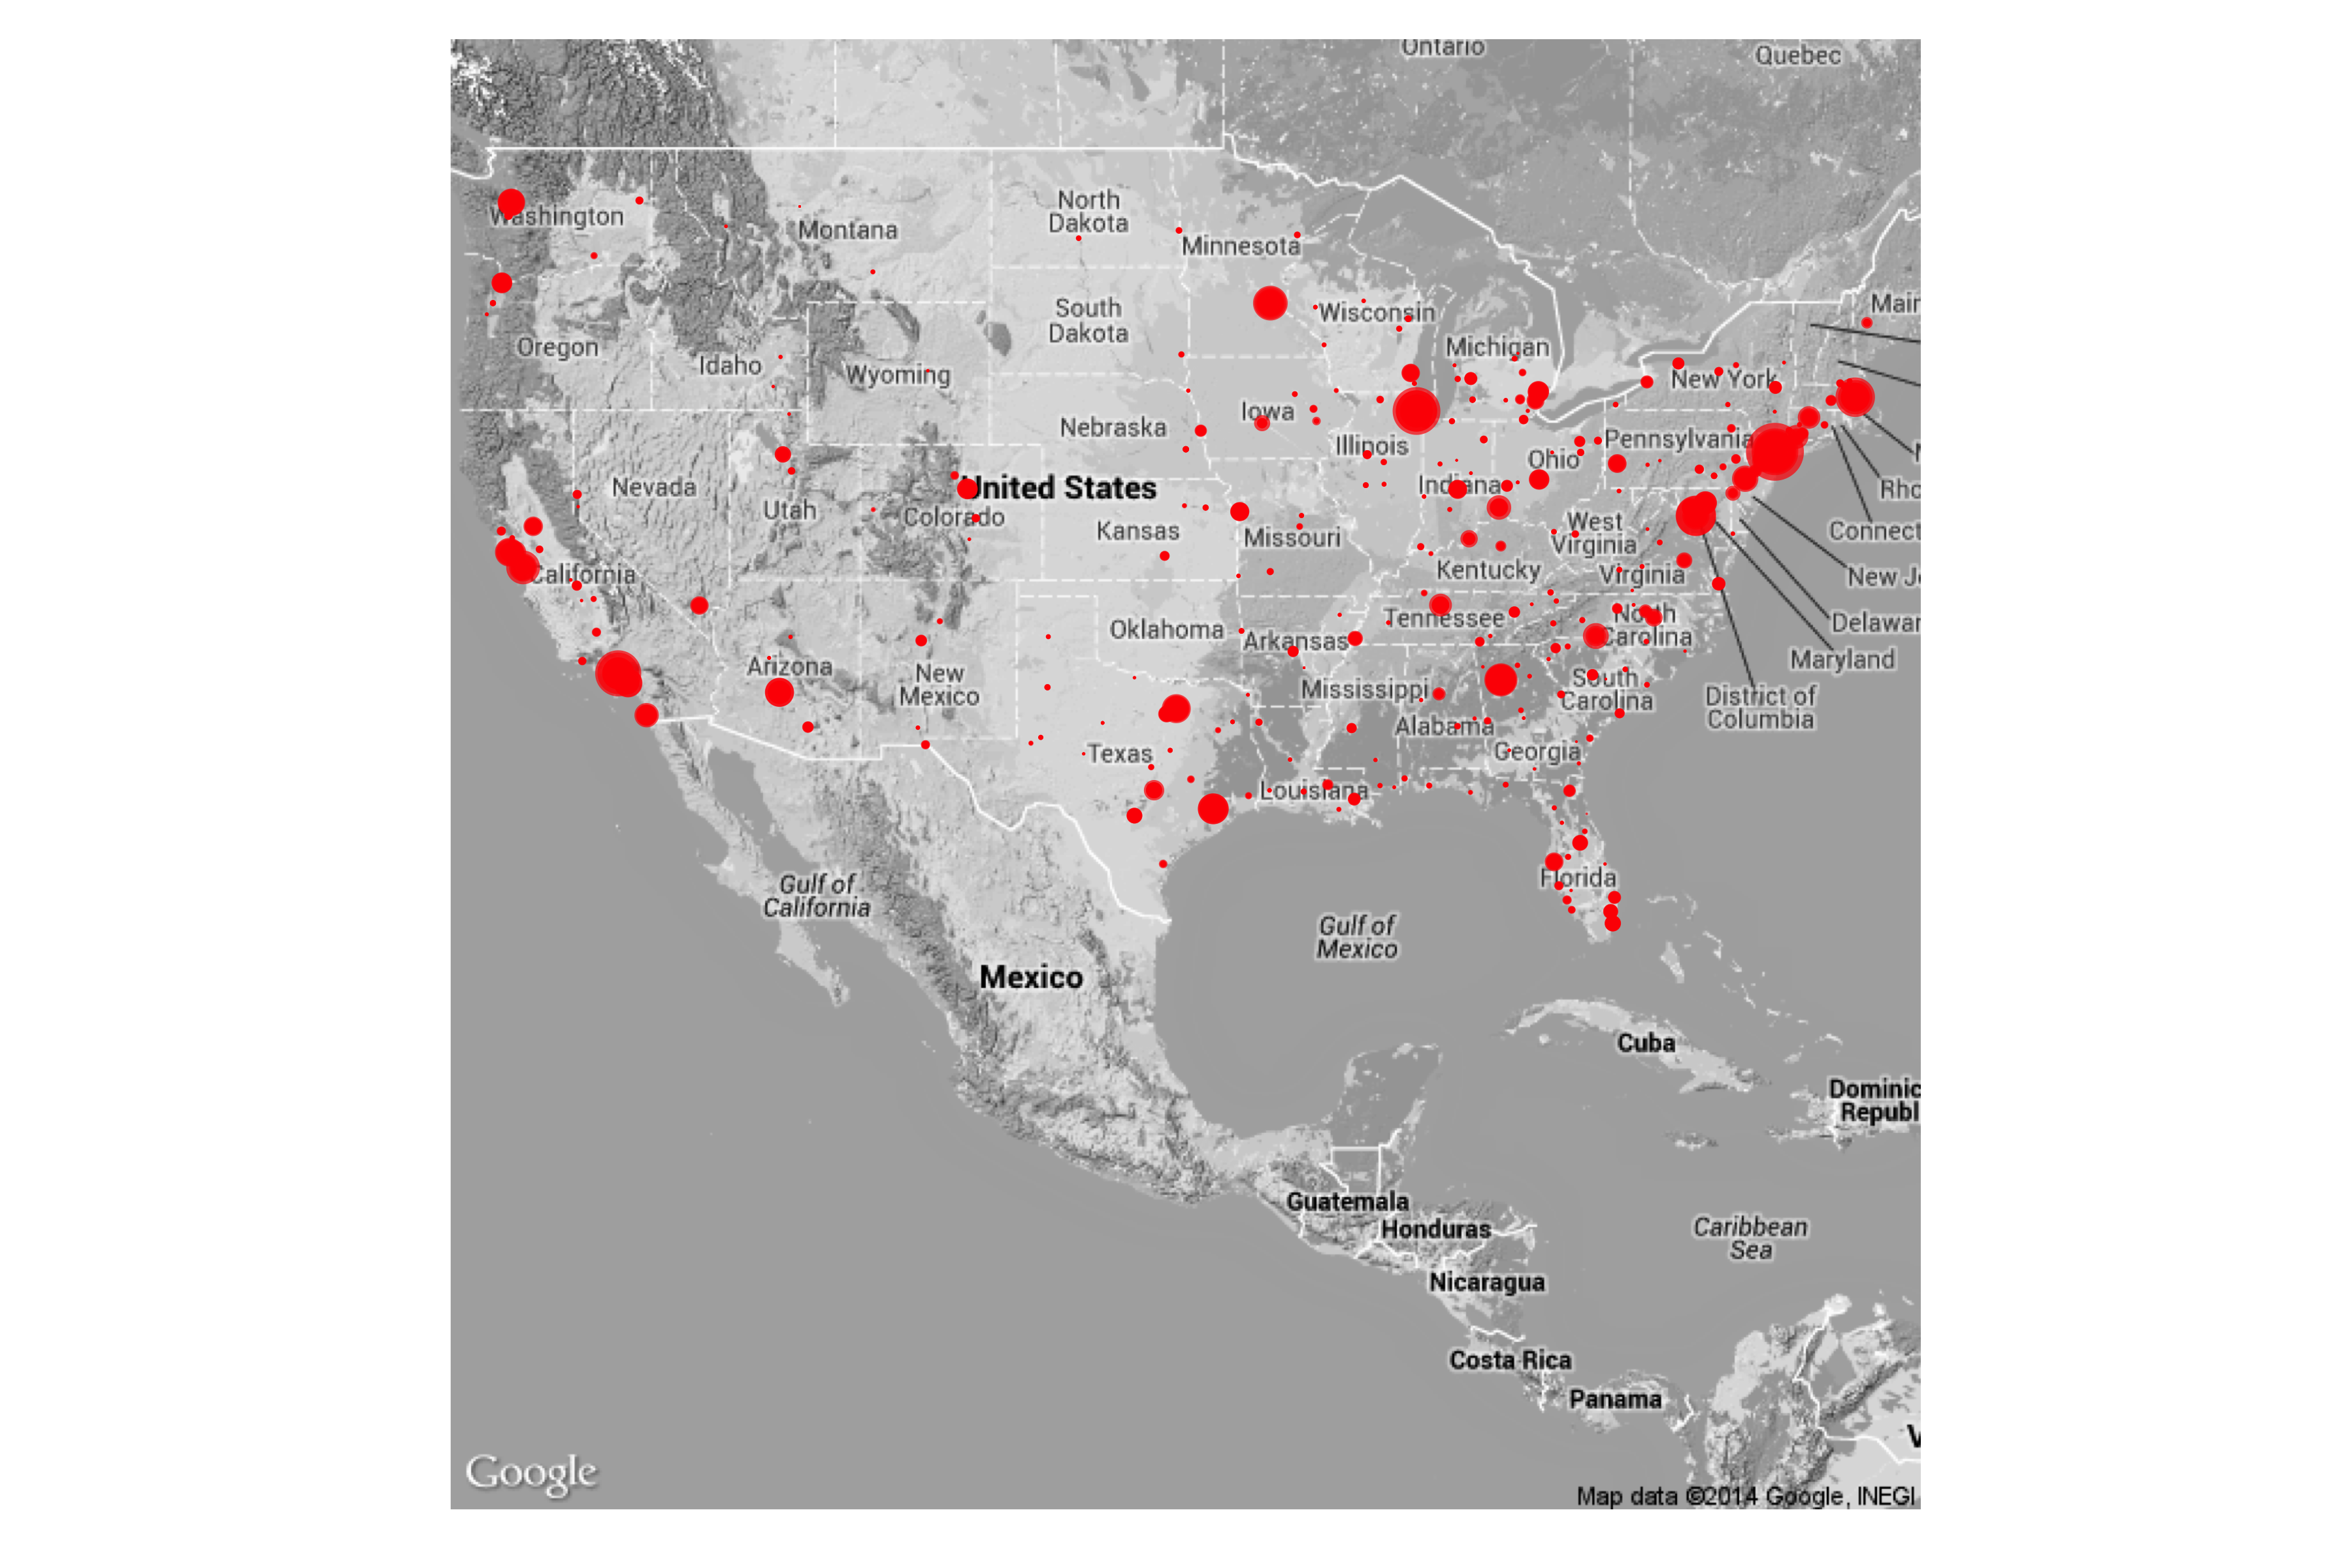 Ontario
Quebec
Washington
Montana
North
Dakota
Minnesota
Oregon
Idaho
Wyoming
South
Dakota
Wisconsin
Michigan
New York
Mair
Nebraska
Iowa
Illinois
Indiana
Ohio
Pennsylvania
Nevada
Utah
Colorado
United States
Kansas
Missouri
West
Virginia
Kentucky
Virginia
Rho
Connect
New J
Delawar
Maryland
District of
Columbia
California
Arizona
New
Mexico
Oklahoma
Arkansas
Tennessee
North
Carolina
South
Carolina
Mississippi
Alabama
Georgia
Texas
Louisiana
Florida
Gulf of
California
Gulf of
Mexico
Mexico
Cuba
Dominic
Republ
Guatemala
Honduras
Caribbean
Sea
Nicaragua
Costa Rica
Panama
V
Google
Map data ©2014 Google, INEGI